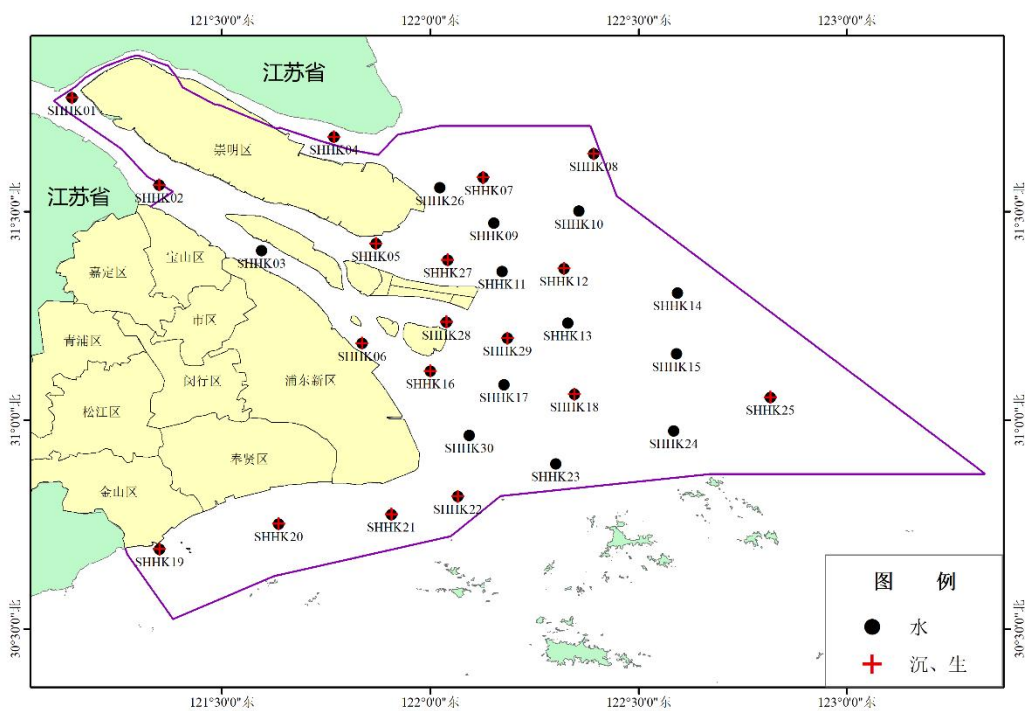 121°30'0"东
122°0'0"东
122°30'0"东
123°0'0"东
江苏省
SHHK01
崇明区
SHHK04
SHHK08
江苏省
SHHK02
SHHK26
SHHK07
31°30'0"北
31°30'0"北
SHHK09
SHHK10
宝山区
SHHK03
SHHK05
SHHK27
嘉定区
SHHK11
SHHK12
SHHK14
市区
SHHK28
SHHK13
青浦区
SHHK06
SHHK29
SHHK15
闵行区
浦东新区
SHHK16
SHHK17
SHHK18
SHHK25
松江区
31°0'0"北
31°0'0"北
SHHK30
SHHK24
奉贤区
SHHK23
金山区
SHHK22
SHHK21
SHHK20
SHHK19
图 例
水
沉、生
30°30'0"北
30°30'0"北
121°30'0"东
122°0'0"东
122°30'0"东
123°0'0"东